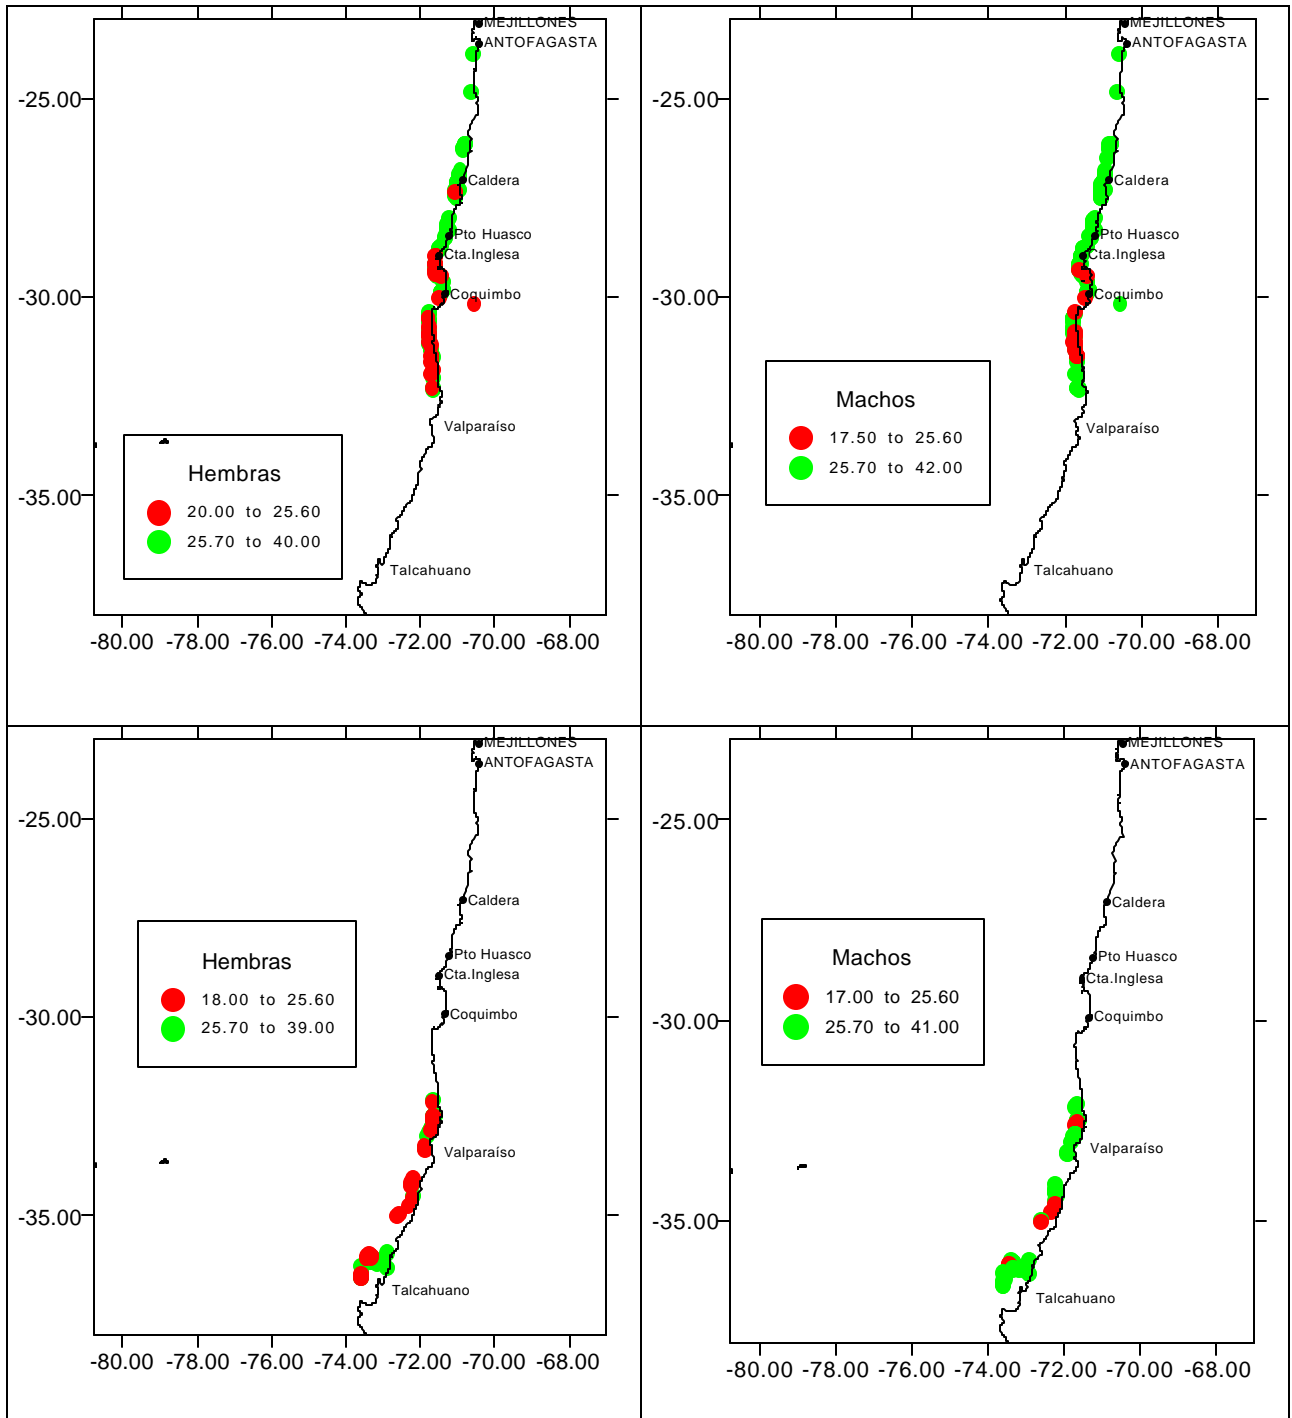 MEJILLONES
ANTOFAGASTA
-25.00
Caldera
Pto Huasco
Cta.Inglesa
-30.00
Coquimbo
Valparaíso
Hembras
20.00 to 25.60
-35.00
25.70 to 40.00
Talcahuano
-80.00 -78.00 -76.00 -74.00 -72.00 -70.00 -68.00
MEJILLONES
ANTOFAGASTA
-25.00
Caldera
Pto Huasco
Cta.Inglesa
-30.00
Coquimbo
Machos
Valparaíso
17.50 to 25.60
25.70 to 42.00
-35.00
Talcahuano
-80.00 -78.00 -76.00 -74.00 -72.00 -70.00 -68.00
MEJILLONES
ANTOFAGASTA
-25.00
Caldera
Pto Huasco
Hembras
Cta.Inglesa
18.00 to 25.60
-30.00
Coquimbo
25.70 to 39.00
Valparaíso
-35.00
Talcahuano
-80.00 -78.00 -76.00 -74.00 -72.00 -70.00 -68.00
MEJILLONES
ANTOFAGASTA
-25.00
Caldera
Machos
Pto Huasco
Cta.Inglesa
17.00 to 25.60
-30.00
Coquimbo
25.70 to 41.00
Valparaíso
-35.00
Talcahuano
-80.00 -78.00 -76.00 -74.00 -72.00 -70.00 -68.00